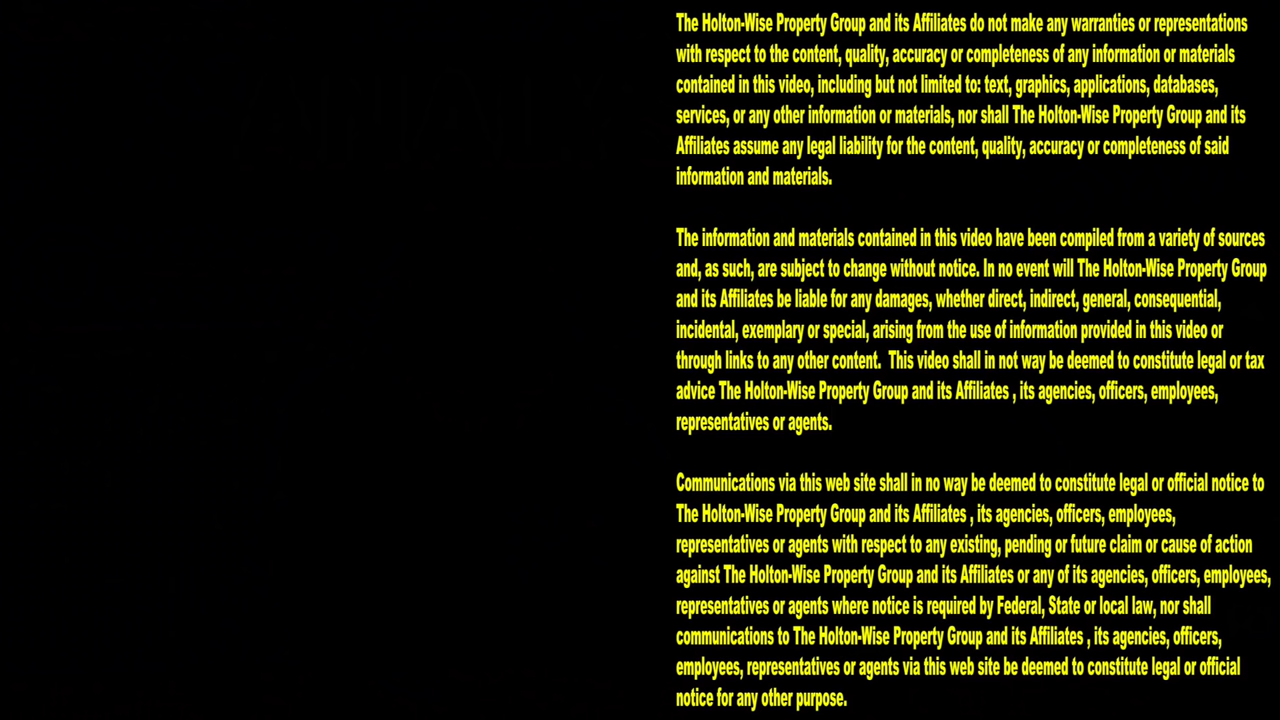 The Holton-Wise Property Group and its Affiliates do not make any warranties or representations
with respect to the content, quality, accuracy or completeness of any information or materials
contained in this video, including but not limited to: text, graphics, applications, databases,
services, or any other information or materials, nor shall The Holton-Wise Property Group and its
Affiliates assume any legal liability for the content, quality, accuracy or completeness of said
information and materials.
The information and materials contained in this video have been compiled from a variety of sources
and, as such, are subject to change without notice. In no event will The Holton-Wise Property Group
and its Affiliates be liable for any damages, whether direct, indirect, general, consequential,
incidental, exemplary or special, arising from the use of information provided in this video or
through links to any other content.  This video shall in not way be deemed to constitute legal or tax
advice The Holton-Wise Property Group and its Affiliates , its agencies, officers, employees,
representatives or agents.
Communications via this web site shall in no way be deemed to constitute legal or official notice to
The Holton-Wise Property Group and its Affiliates , its agencies, officers, employees,
representatives or agents with respect to any existing, pending or future claim or cause of action
against The Holton-Wise Property Group and its Affiliates or any of its agencies, officers, employees,
representatives or agents where notice is required by Federal, State or local law, nor shall
communications to The Holton-Wise Property Group and its Affiliates , its agencies, officers,
employees, representatives or agents via this web site be deemed to constitute legal or official
notice for any other purpose.